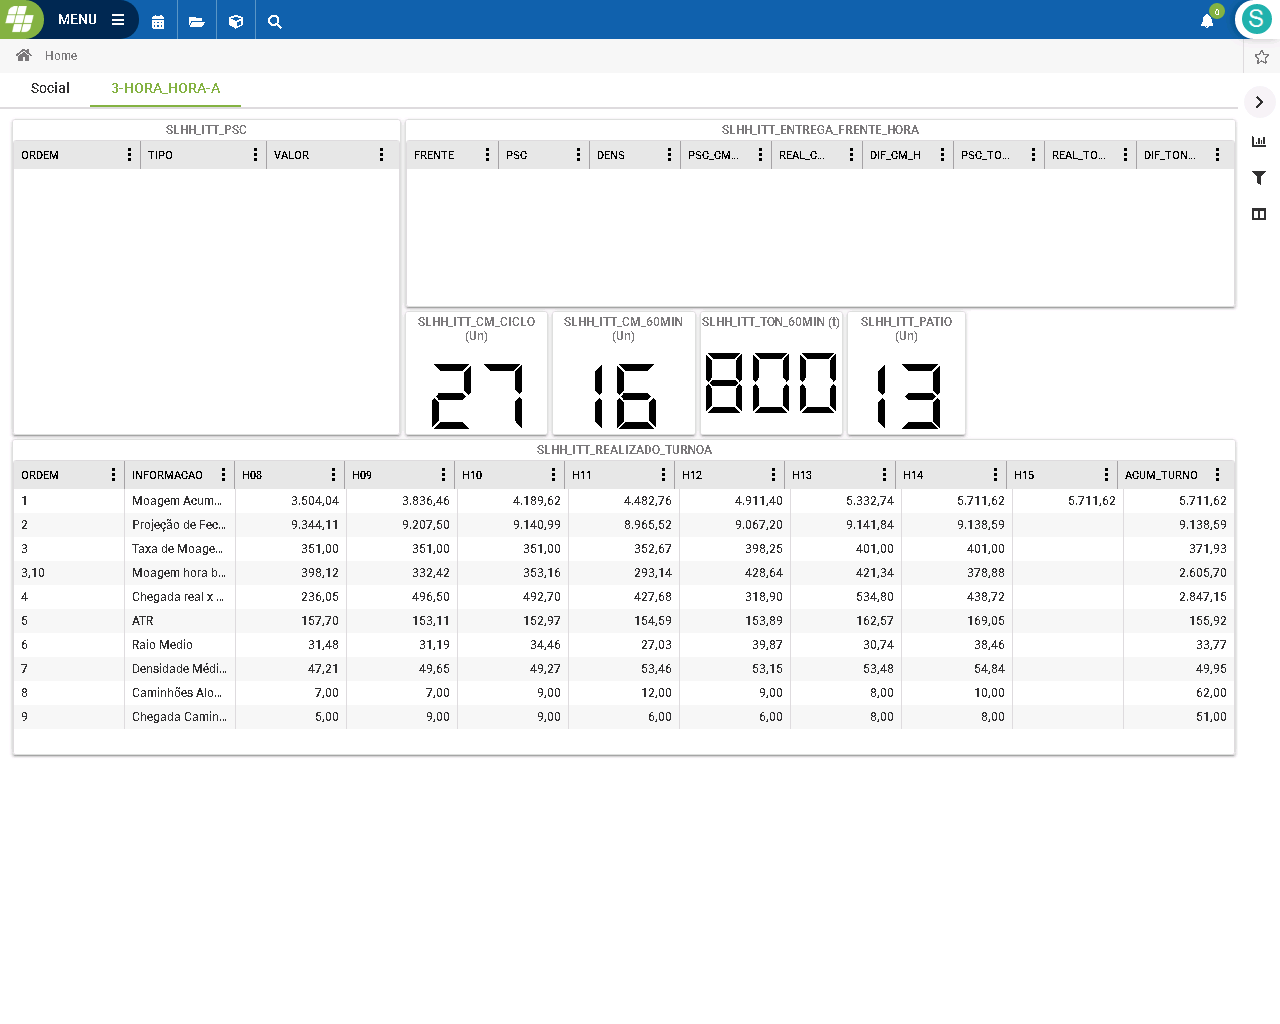 MENU
0
S
Home
Social 3-HORA_HORA-A
SLHH_ITT_PSC
ORDEM TIPO VALOR
SLHH_ITT_ENTREGA_FRENTE_HORA
FRENTE PSC DENS PSC_CM... REAL_C... DIF_CM_H PSC_TO... REAL_TO... DIF_TON...
SLHH_ITT_CM_CICLO
(Un)
27
SLHH_ITT_CM_60MIN
(Un)
16
SLHH_ITT_TON_60MIN (t)
800
SLHH_ITT_PATIO
(Un)
13
SLHH_ITT_REALIZADO_TURNOA
ORDEM INFORMACAO H08 H09 H10 H11 H12 H13 H14 H15 ACUM_TURNO
1 Moagem Acum... 3.504,04 3.836,46 4.189,62 4.482,76 4.911,40 5.332,74 5.711,62 5.711,62 5.711,62
2 Projeção de Fec... 9.344,11 9.207,50 9.140,99 8.965,52 9.067,20 9.141,84 9.138,59 9.138,59
3 Taxa de Moage... 351,00 351,00 351,00 352,67 398,25 401,00 401,00 371,93
3,10 Moagem hora b... 398,12 332,42 353,16 293,14 428,64 421,34 378,88 2.605,70
4 Chegada real x ... 236,05 496,50 492,70 427,68 318,90 534,80 438,72 2.847,15
5 ATR 157,70 153,11 152,97 154,59 153,89 162,57 169,05 155,92
6 Raio Medio 31,48 31,19 34,46 27,03 39,87 30,74 38,46 33,77
7 Densidade Médi... 47,21 49,65 49,27 53,46 53,15 53,48 54,84 49,95
8 Caminhões Alo... 7,00 7,00 9,00 12,00 9,00 8,00 10,00 62,00
9 Chegada Camin... 5,00 9,00 9,00 6,00 6,00 8,00 8,00 51,00